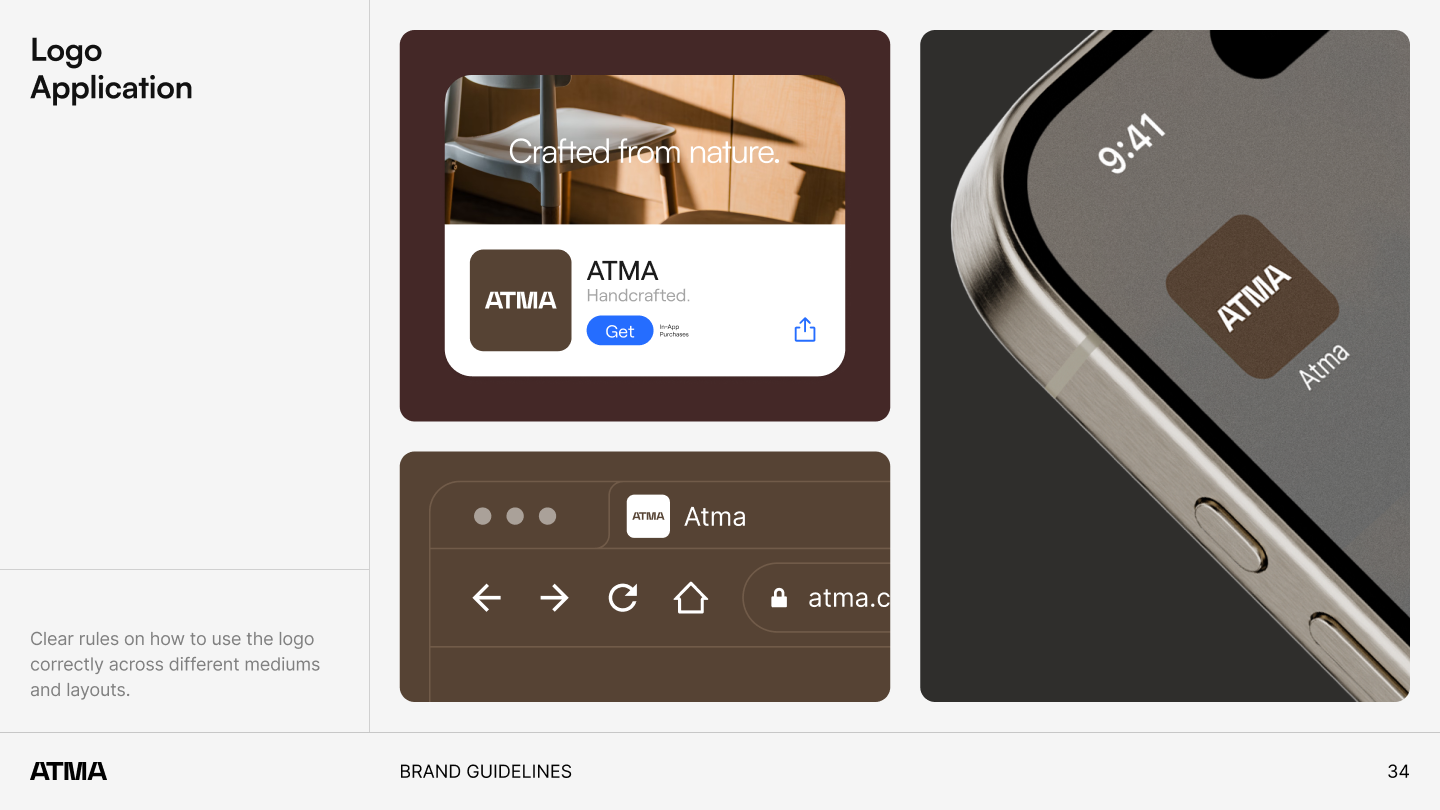 Logo
Application
Crafted from nature.
ATMA
ATMA
Handcrafted.
Get
In-App
Purchases
9:41
ATMA
Atma
ATMA
Atma
atma.c
Clear rules on how to use the logo
correctly across different mediums
and layouts.
ATMA
BRAND GUIDELINES
34